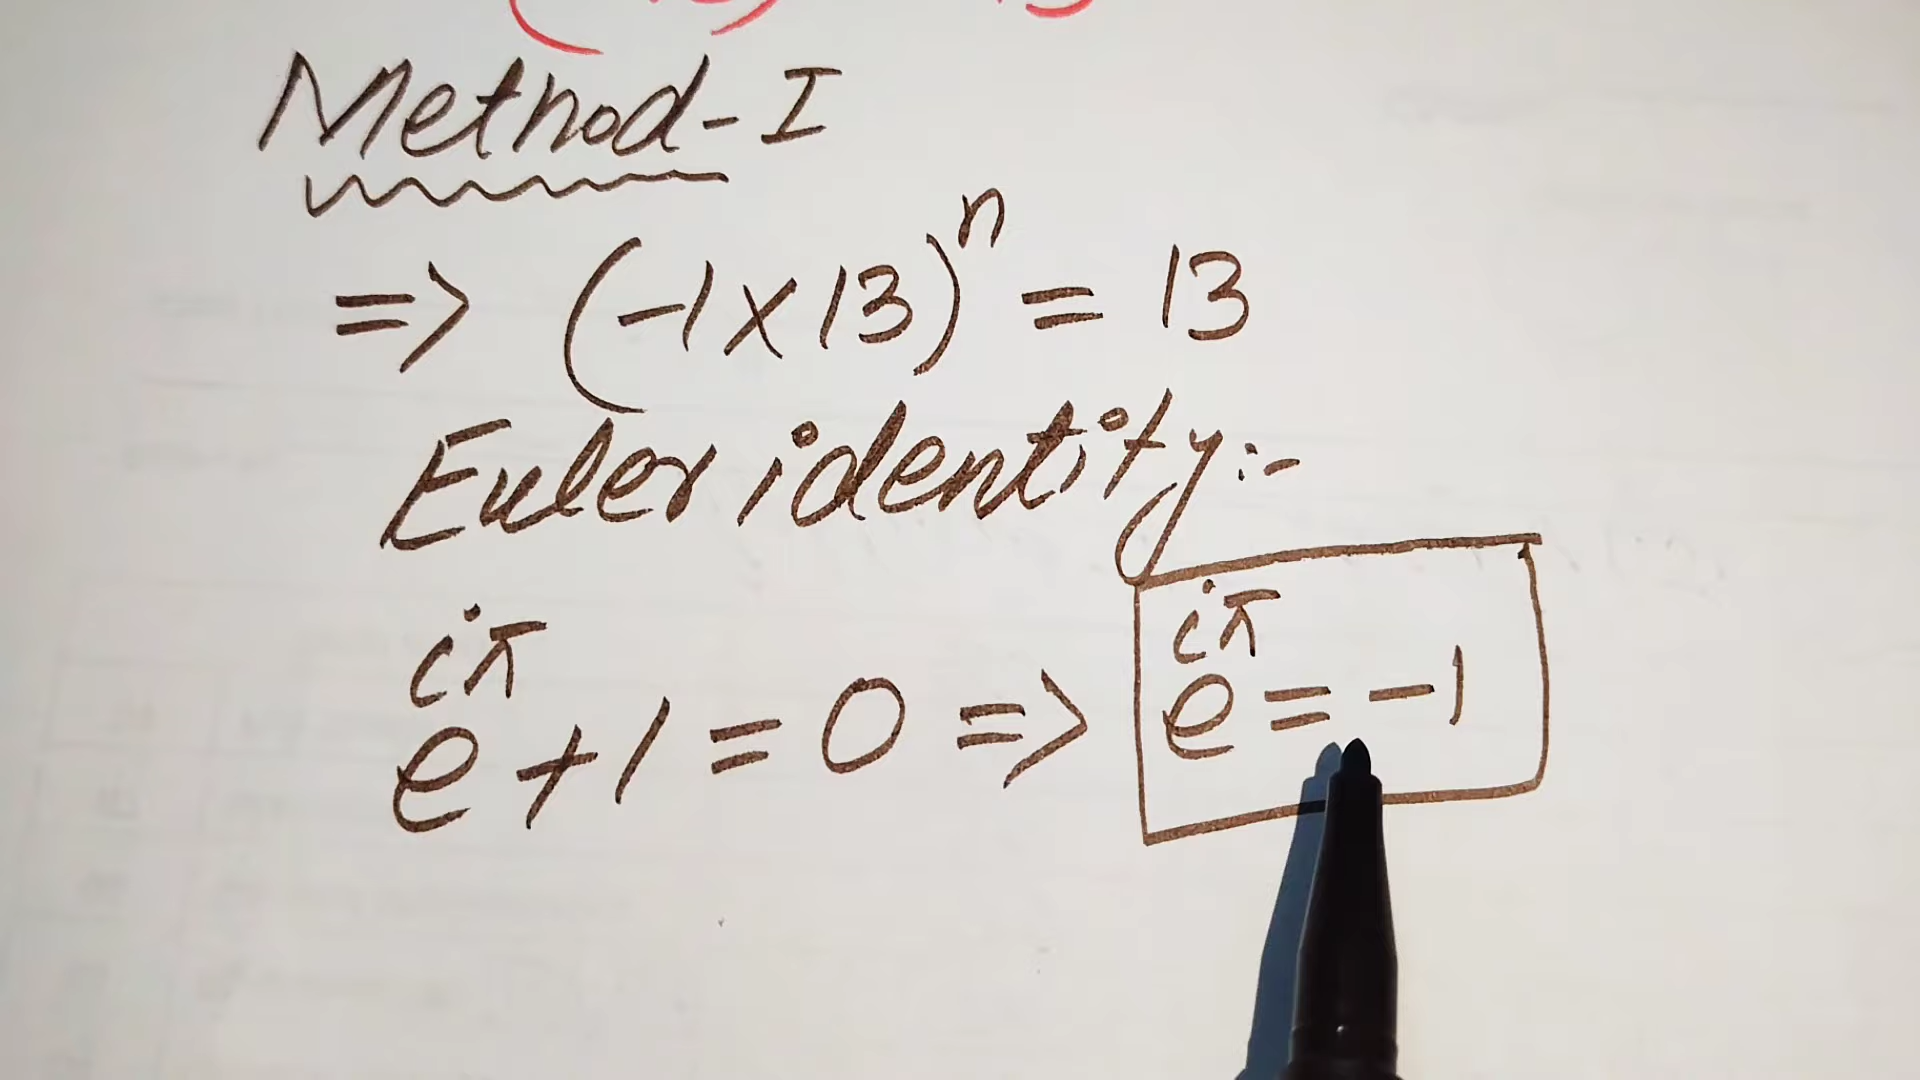 Method-I
=> (-1×13)ⁿ = 13
Euler identity:-
e^{iπ}+1=0 => e^{iπ}=-1